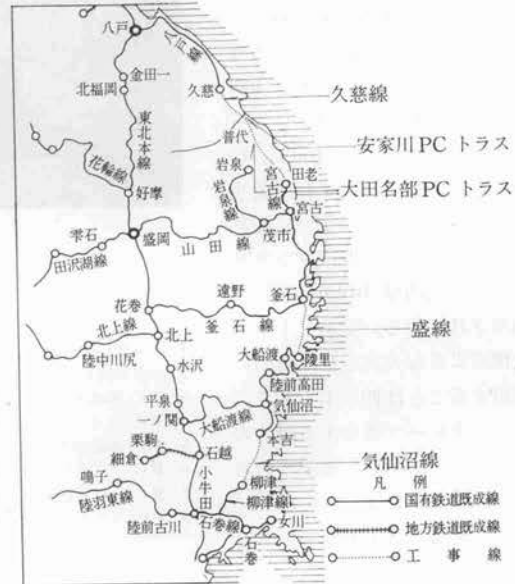 八戸
八戸線
金田一
北福岡
久慈
久慈線
東北本線
普代
安家川PCトラス
花輪線
岩泉
田老
宮古線
大田名部PCトラス
岩泉線
好摩
宮古
雫石
盛岡
山田線
茂市
田沢湖線
花巻
遠野
釜石
釜石線
北上線
北上
盛線
大船渡
陸中川尻
綾里
水沢
陸前高田
平泉
気仙沼
一ノ関
大船渡線
栗駒
石越
本吉
気仙沼線
細倉
凡例
鳴子
小牛田
柳津
柳津線
国有鉄道既成線
陸羽東線
女川
陸前古川
石巻線
地方鉄道既成線
石巻
工事線